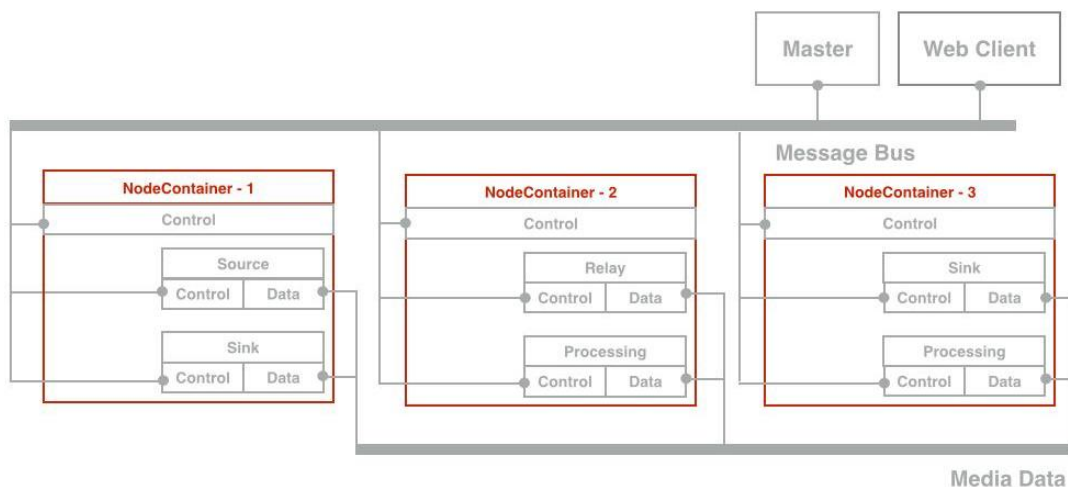 Master
Web Client
Message Bus
NodeContainer - 1
Control
Source
Control Data
Sink
Control Data
NodeContainer - 2
Control
Relay
Control Data
Processing
Control Data
NodeContainer - 3
Control
Sink
Control Data
Processing
Control Data
Media Data